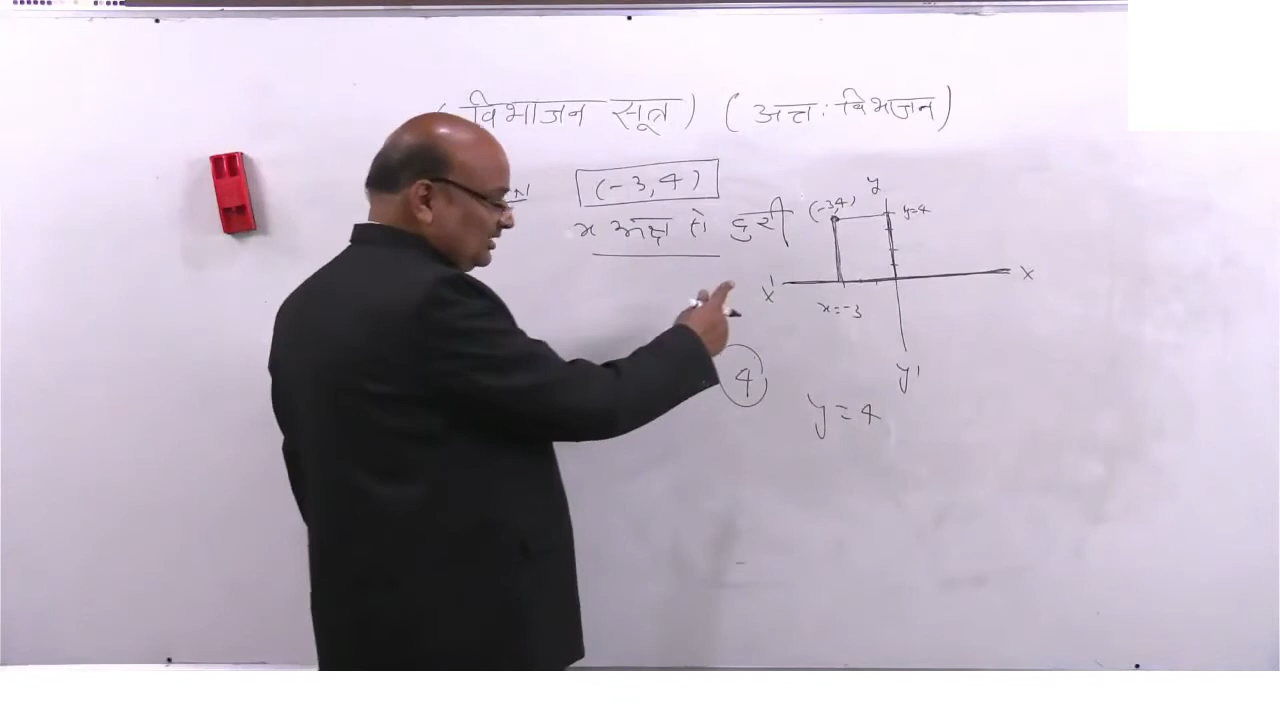 (विभाजन सूत्र) (अन्तः विभाजन)
(-3,4)
x अक्ष से दुरी
y
(-3,4)
y=4
x
x'
x=-3
4
y'
y=4